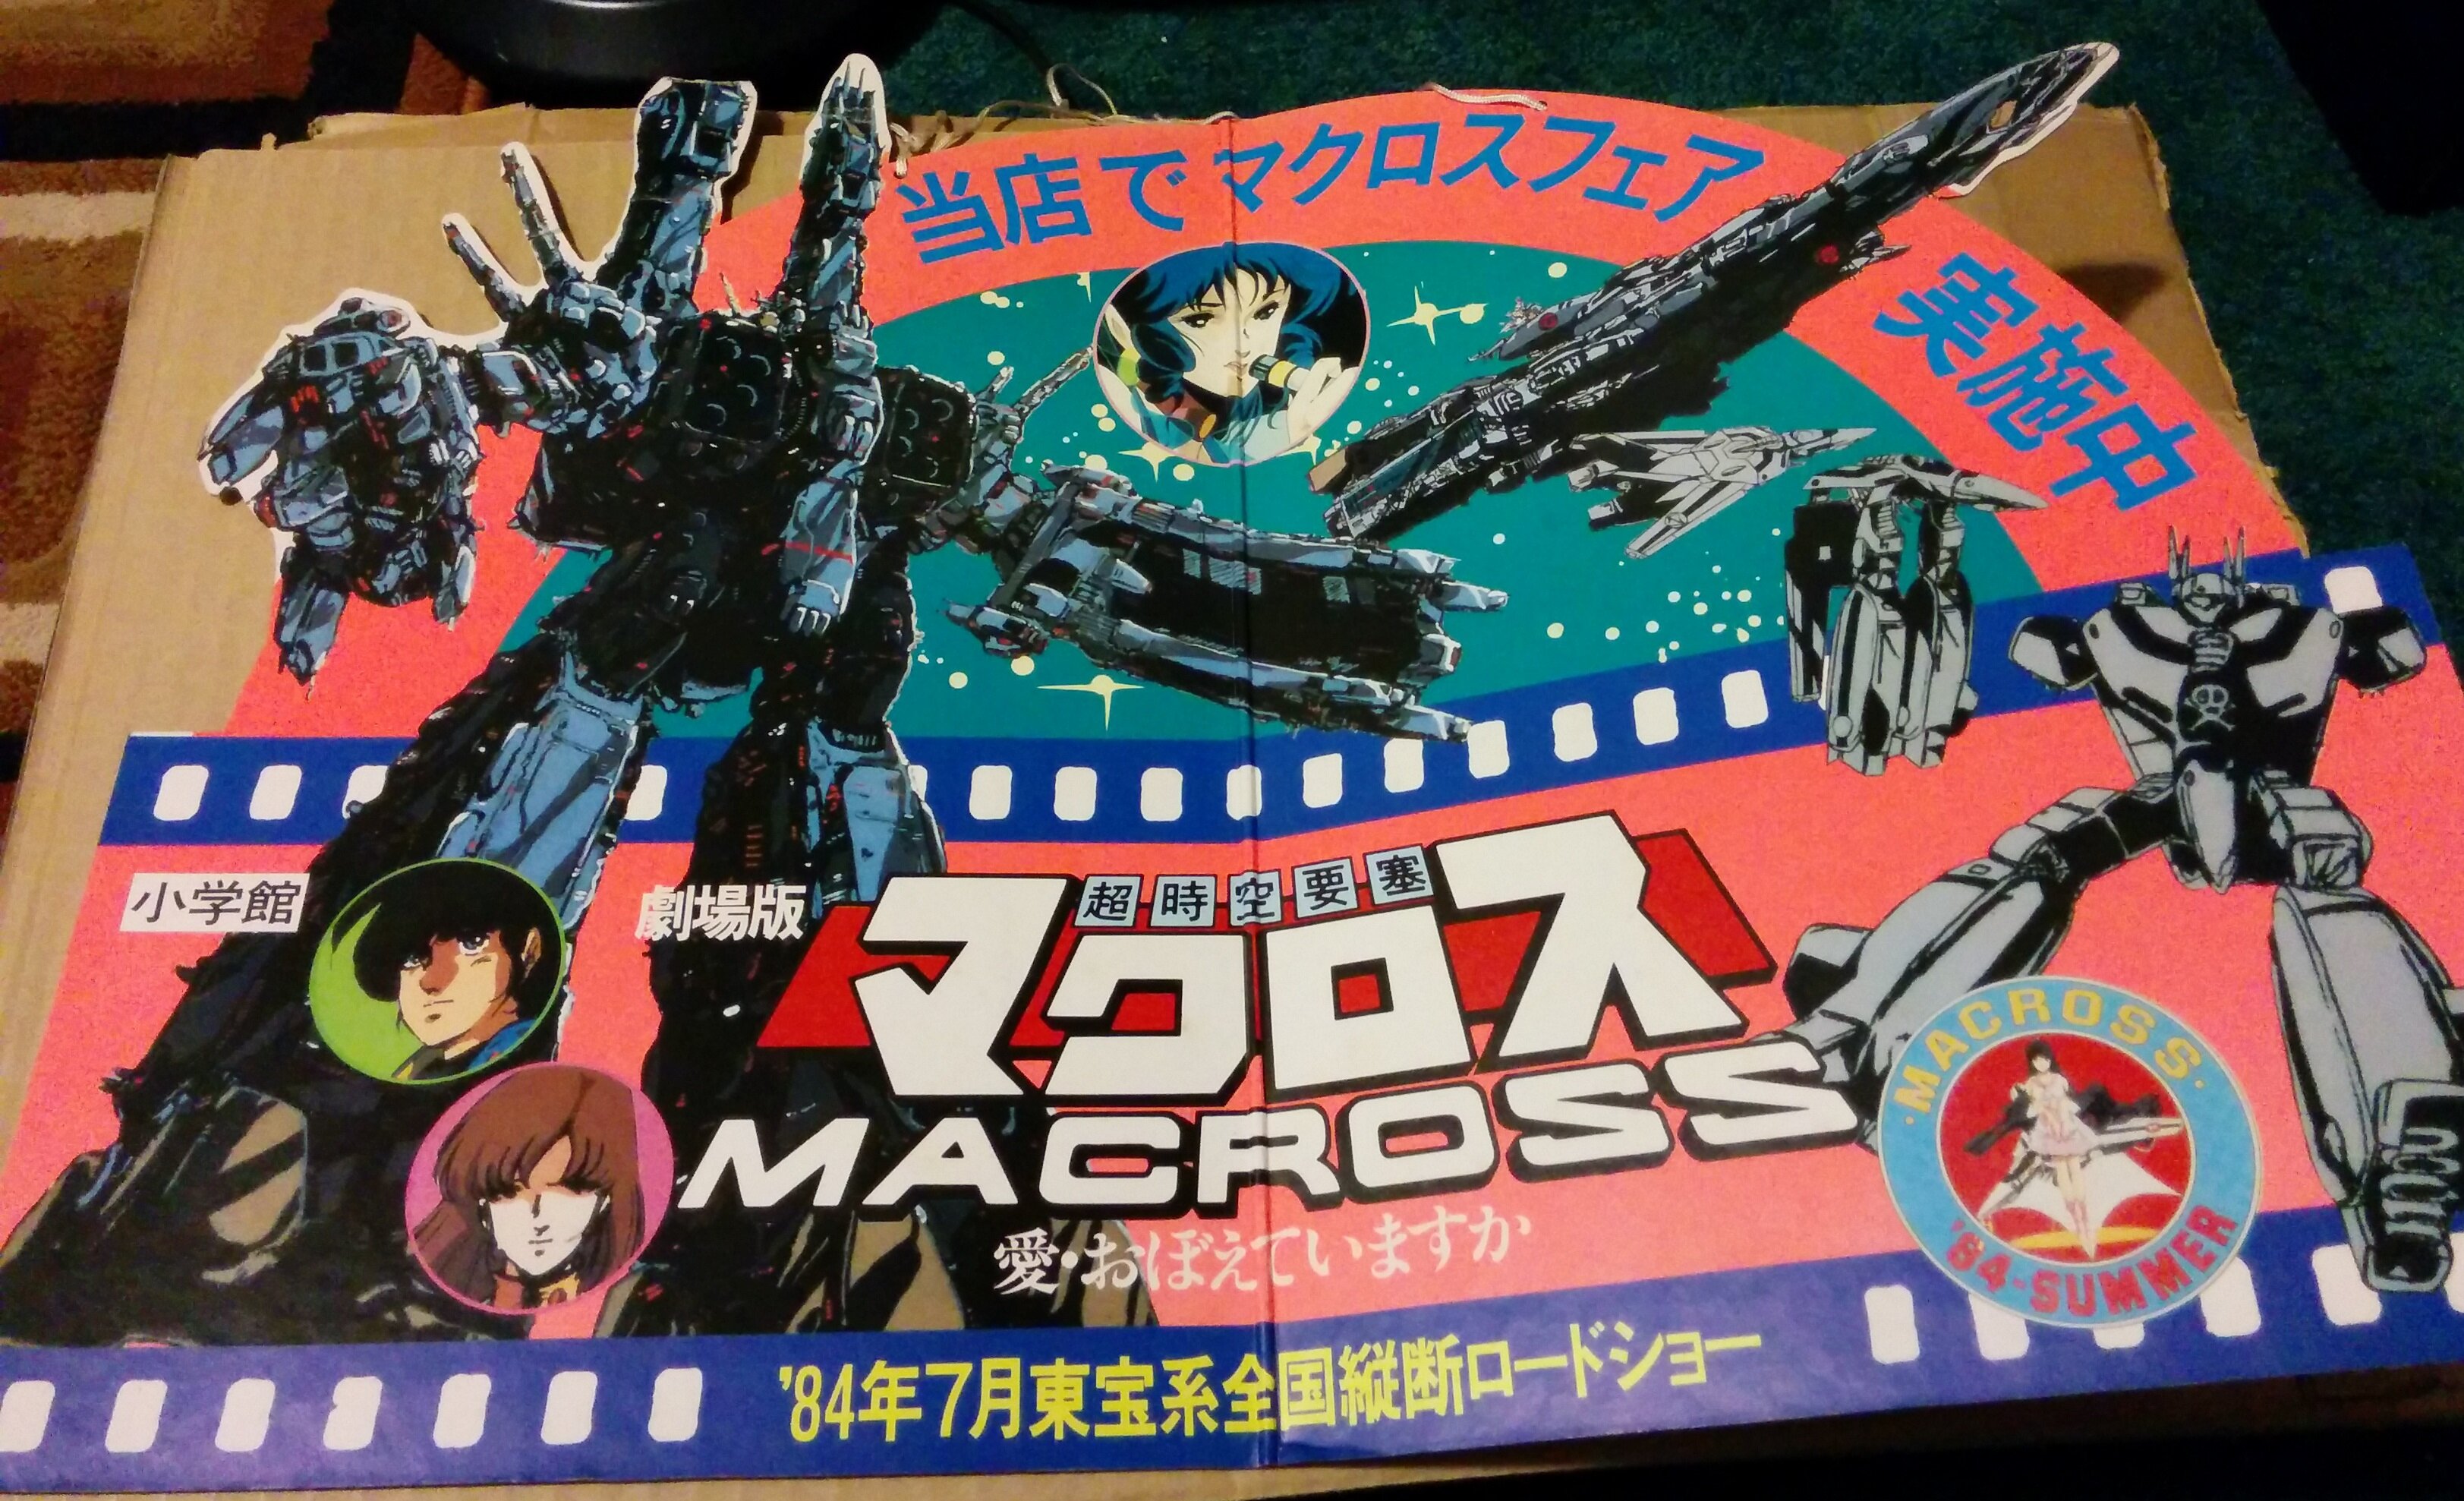 当店でマクロスフェア実施中
小学館
劇場版
超時空要塞
マクロス
MACROSS
愛・おぼえていますか
・MACROSS・
'84-SUMMER
'84年7月東宝系全国縦断ロードショー